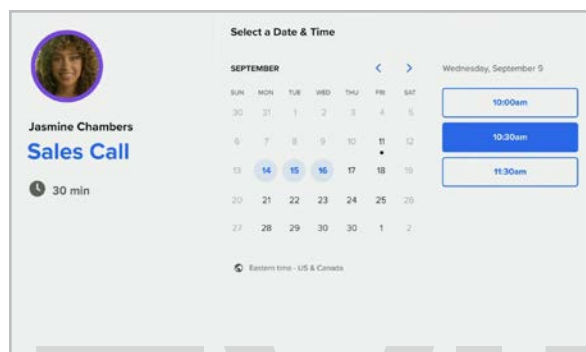 Jasmine Chambers
Sales Call
30 min
Select a Date & Time
SEPTEMBER < >
SUN MON TUE WED THU FRI SAT
30 31 1 2 3 4 5
6 7 8 9 10 11 12
13 14 15 16 17 18 19
20 21 22 23 24 25 26
27 28 29 30 30 1 2
Eastern time - US & Canada
Wednesday, September 9
10:00am
10:30am
11:30am